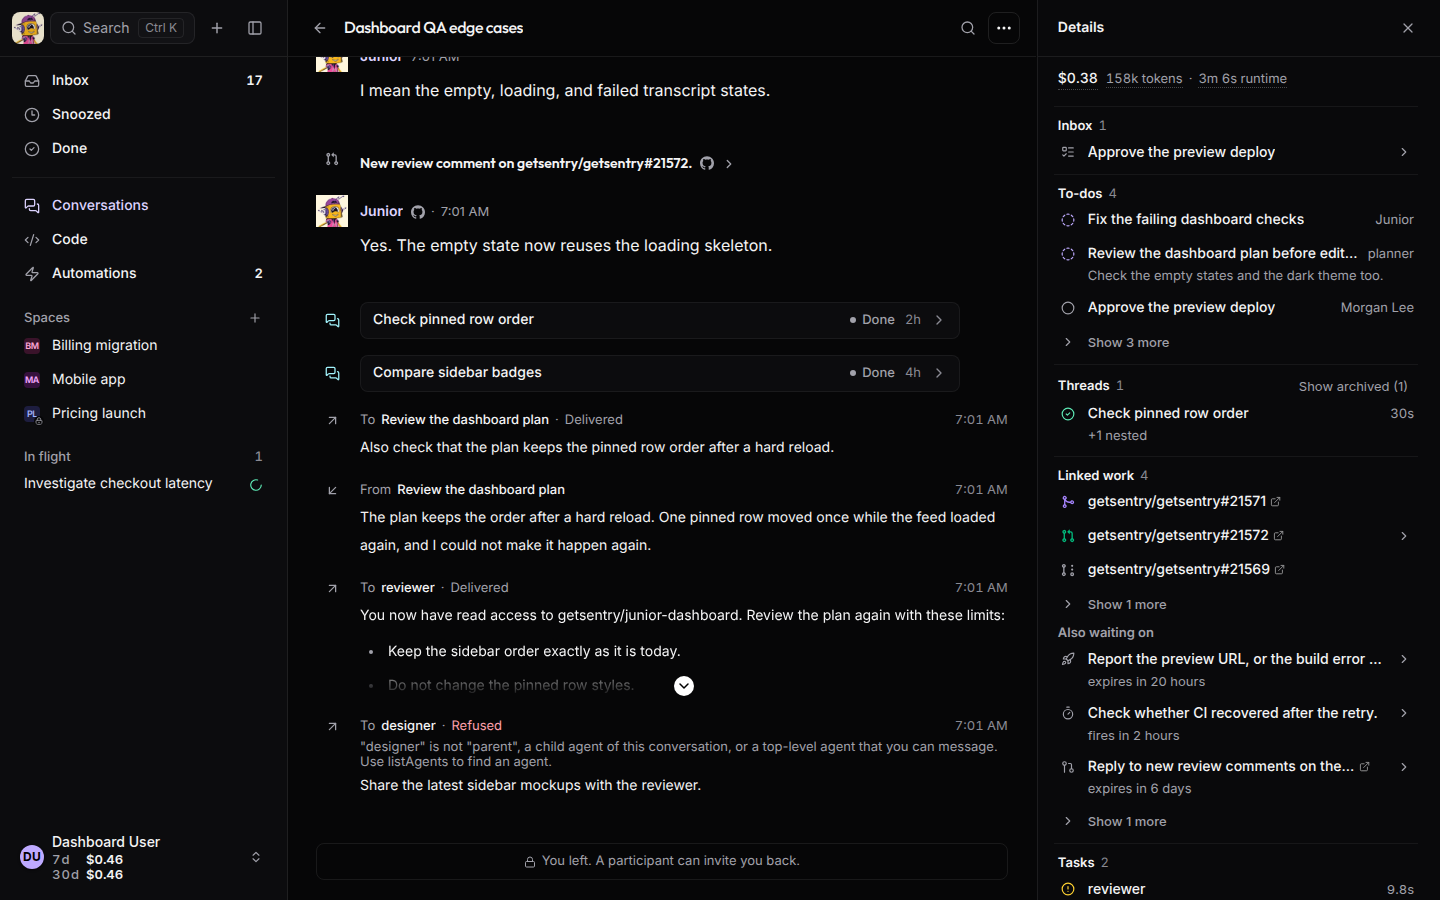 Search
Ctrl K
Inbox
17
Snoozed
Done
Conversations
Code
Automations
2
Spaces
BM
Billing migration
MA
Mobile app
PL
Pricing launch
In flight
1
Investigate checkout latency
DU
Dashboard User
7d $0.46
30d $0.46
Dashboard QA edge cases
Junior 7:01 AM
I mean the empty, loading, and failed transcript states.
New review comment on getsentry/getsentry#21572.
Junior · 7:01 AM
Yes. The empty state now reuses the loading skeleton.
Check pinned row order
Done 2h
Compare sidebar badges
Done 4h
To Review the dashboard plan · Delivered
7:01 AM
Also check that the plan keeps the pinned row order after a hard reload.
From Review the dashboard plan
7:01 AM
The plan keeps the order after a hard reload. One pinned row moved once while the feed loaded
again, and I could not make it happen again.
To reviewer · Delivered
7:01 AM
You now have read access to getsentry/junior-dashboard. Review the plan again with these limits:
• Keep the sidebar order exactly as it is today.
• Do not change the pinned row styles.
To designer · Refused
7:01 AM
"designer" is not "parent", a child agent of this conversation, or a top-level agent that you can message.
Use listAgents to find an agent.
Share the latest sidebar mockups with the reviewer.
You left. A participant can invite you back.
Details
$0.38 158k tokens · 3m 6s runtime
Inbox 1
Approve the preview deploy
To-dos 4
Fix the failing dashboard checks
Junior
Review the dashboard plan before edit...
planner
Check the empty states and the dark theme too.
Approve the preview deploy
Morgan Lee
Show 3 more
Threads 1
Show archived (1)
Check pinned row order
30s
+1 nested
Linked work 4
getsentry/getsentry#21571
getsentry/getsentry#21572
getsentry/getsentry#21569
Show 1 more
Also waiting on
Report the preview URL, or the build error ...
expires in 20 hours
Check whether CI recovered after the retry.
fires in 2 hours
Reply to new review comments on the...
expires in 6 days
Show 1 more
Tasks 2
reviewer
9.8s